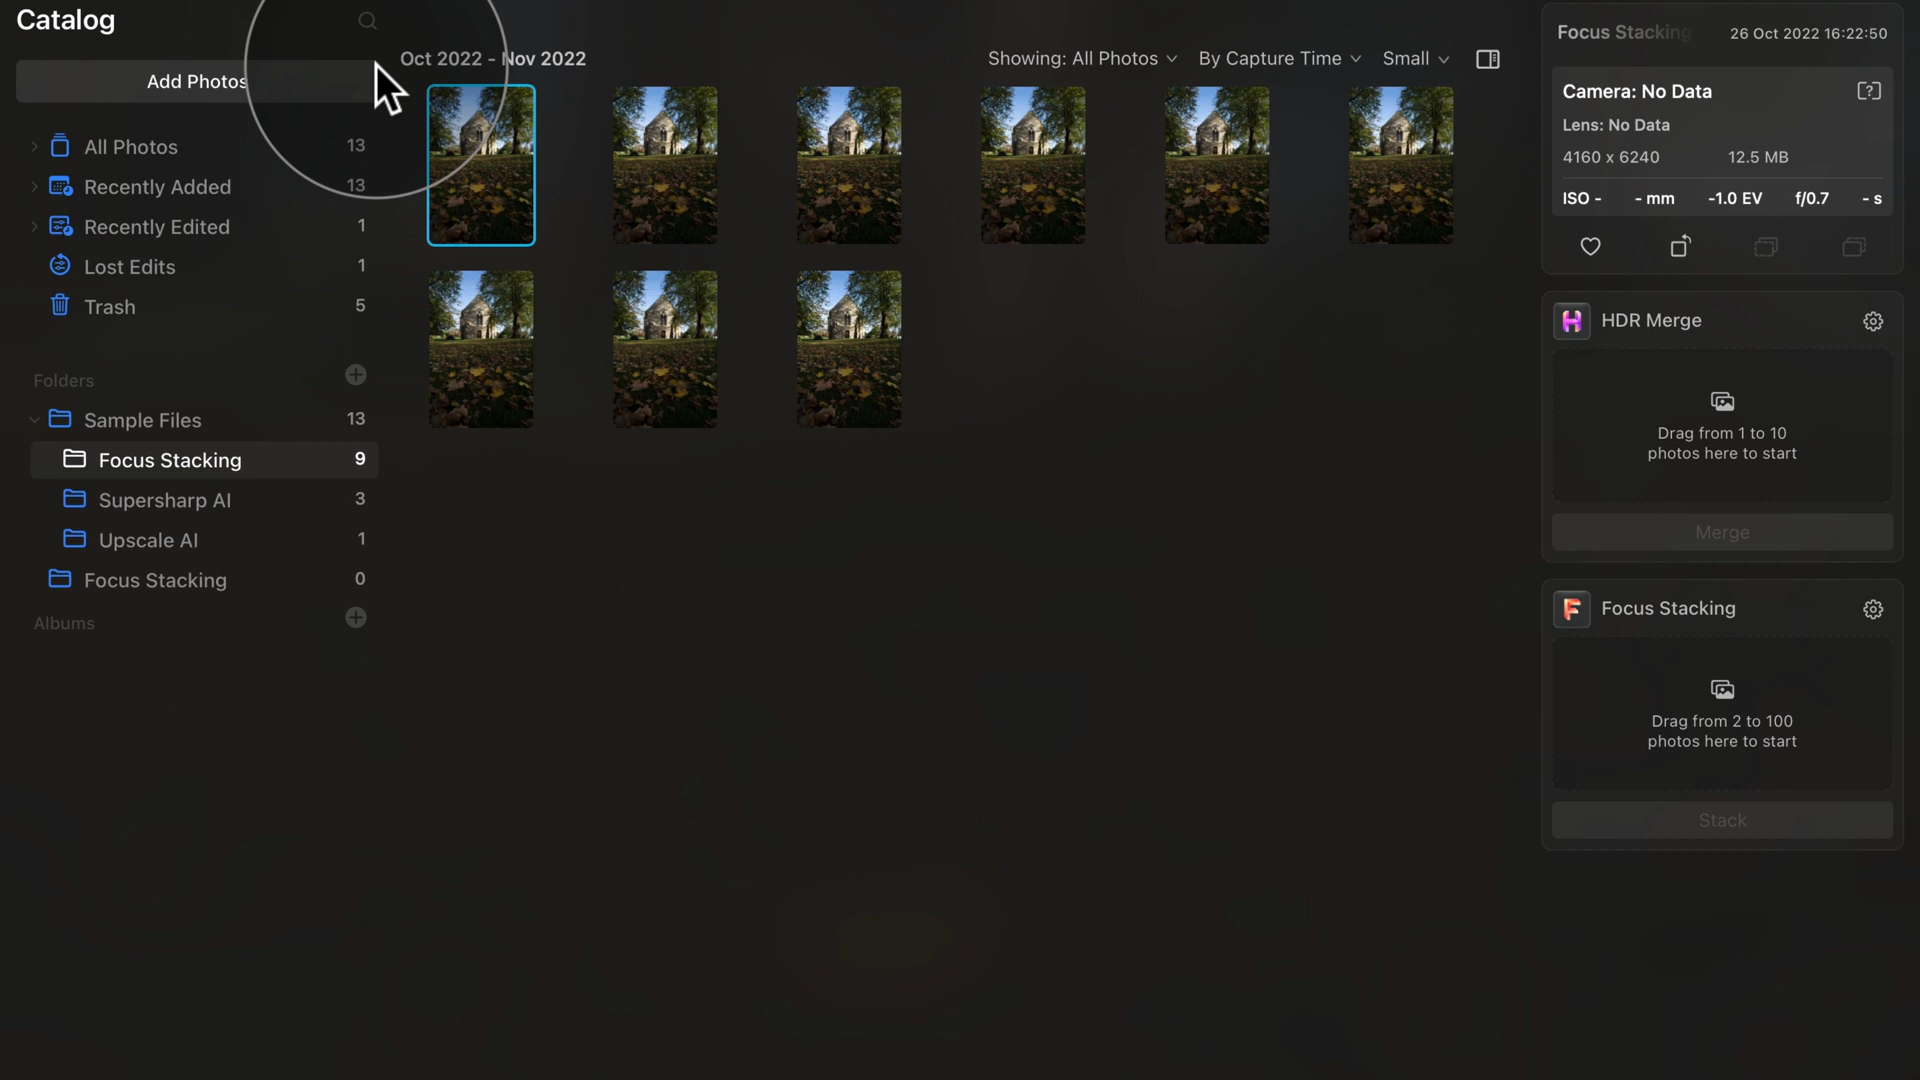 Catalog
Add Photos
All Photos 13
Recently Added 13
Recently Edited 1
Lost Edits 1
Trash 5
Folders
Sample Files 13
Focus Stacking 9
Supersharp AI 3
Upscale AI 1
Focus Stacking 0
Albums
Oct 2022 - Nov 2022
Showing: All Photos By Capture Time Small
Focus Stacking 26 Oct 2022 16:22:50
Camera: No Data [?]
Lens: No Data
4160 x 6240 12.5 MB
ISO - - mm -1.0 EV f/0.7 - s
H HDR Merge
Drag from 1 to 10
photos here to start
Merge
F Focus Stacking
Drag from 2 to 100
photos here to start
Stack